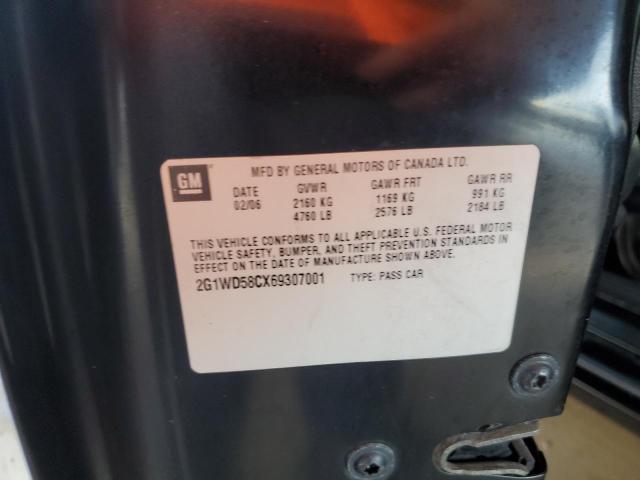 GM
MFD BY GENERAL MOTORS OF CANADA LTD.
DATE GVWR GAWR FRT GAWR RR
02/06 2160 KG 1169 KG 991 KG
4760 LB 2576 LB 2184 LB
THIS VEHICLE CONFORMS TO ALL APPLICABLE U.S. FEDERAL MOTOR
VEHICLE SAFETY, BUMPER, AND THEFT PREVENTION STANDARDS IN
EFFECT ON THE DATE OF MANUFACTURE SHOWN ABOVE.
2G1WD58CX69307001 TYPE: PASS CAR